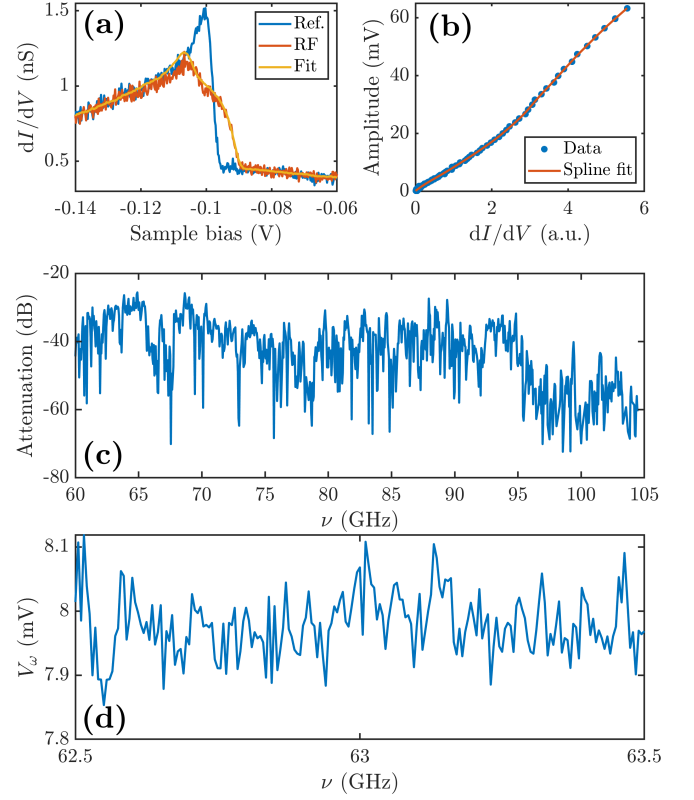 (a)
Ref.
RF
Fit
1.5
1
0.5
dI/dV (nS)
-0.14 -0.12 -0.1 -0.08 -0.06
Sample bias (V)
(b)
60
40
20
0
Amplitude (mV)
Data
Spline fit
0 2 4 6
dI/dV (a.u.)
-20
-40
-60
-80
Attenuation (dB)
(c)
60 65 70 75 80 85 90 95 100 105
ν (GHz)
8.1
8
7.9
7.8
Vω (mV)
(d)
62.5 63 63.5
ν (GHz)